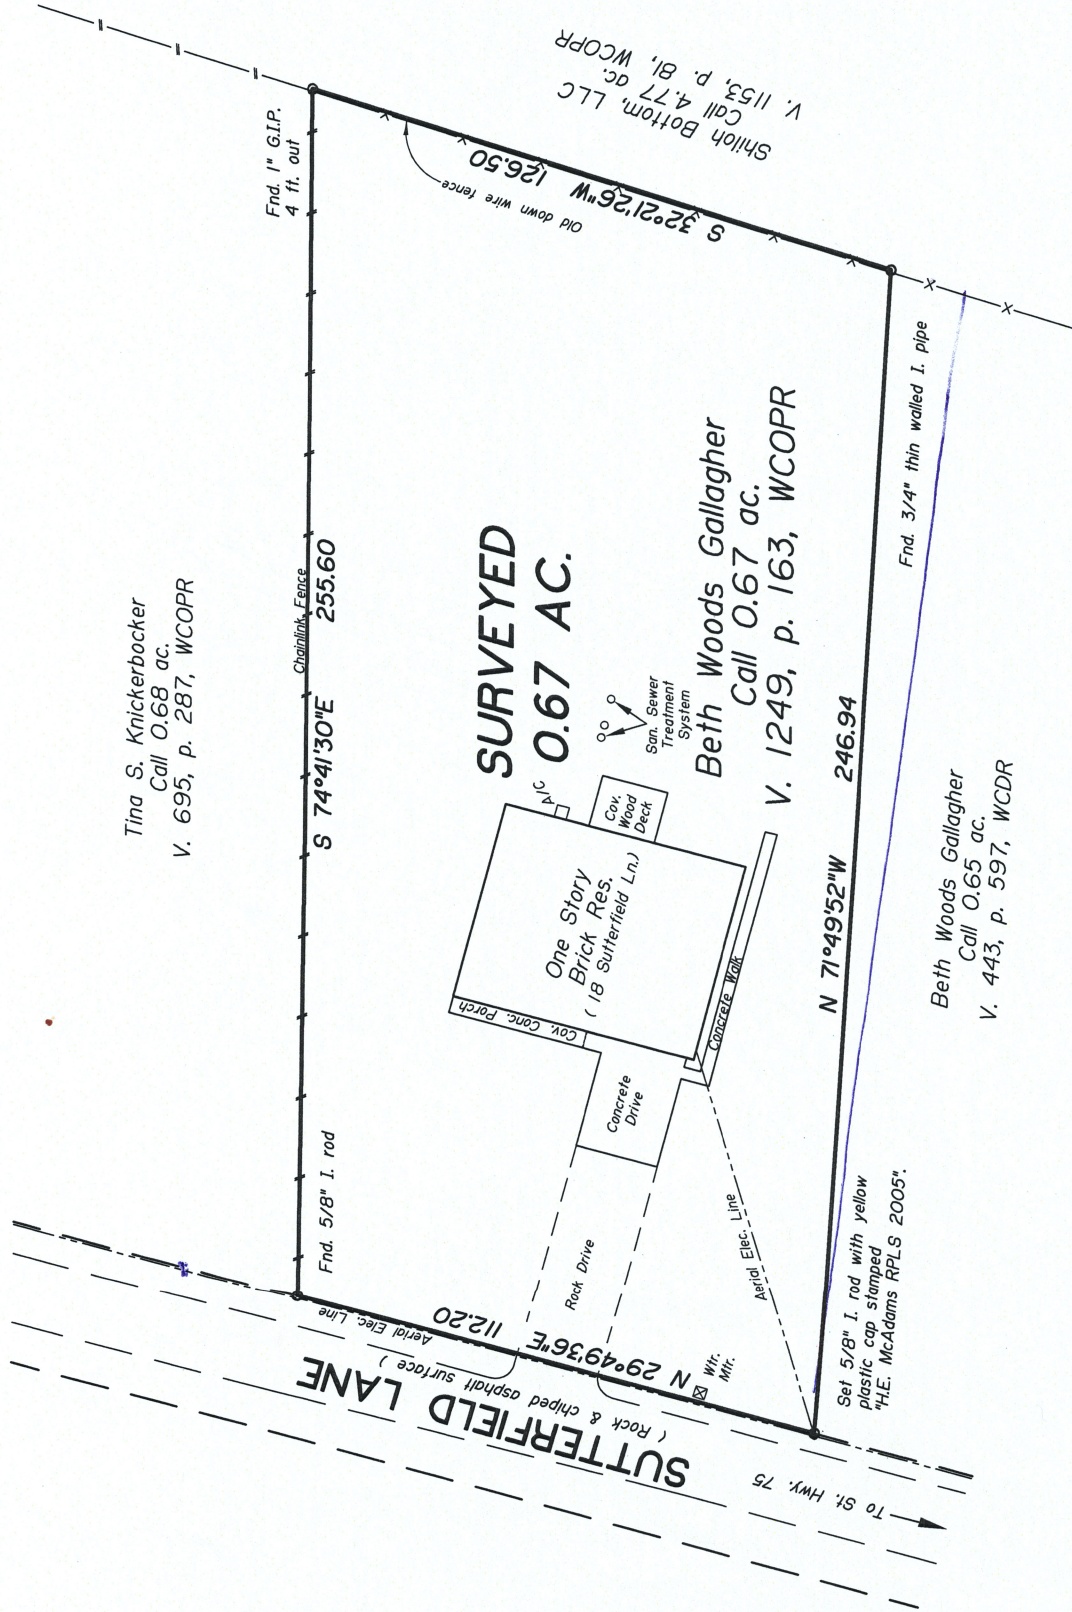 Tina S. Knickerbocker
Call 0.68 ac.
V. 695, p. 287, WCOPR
Fnd. 5/8" I. rod
S 74°41'30"E
Chainlink Fence
255.60
Fnd. 1" G.I.P.
4 ft. out
Old down wire fence
S 32°21'26"W 126.50
Shiloh Bottom, LLC
Call 4.77 ac.
V. 1153, p. 81, WCOPR
SURVEYED
0.67 AC.
Beth Woods Gallagher
Call 0.67 ac.
V. 1249, p. 163, WCOPR
San. Sewer
Treatment
System
A/C
Cov.
Wood
Deck
One Story
Brick Res.
( 18 Sutterfield Ln.)
Cov. Conc. Porch
Concrete Walk
Concrete
Drive
Rock Drive
Aerial Elec. Line
Wtr.
Mtr.
N 29°49'36"E 112.20
Aerial Elec. Line
SUTTERFIELD LANE
( Rock & chiped asphalt surface )
To St. Hwy. 75
N 71°49'52"W 246.94
Set 5/8" I. rod with yellow
plastic cap stamped
"H.E. McAdams RPLS 2005".
Fnd. 3/4" thin walled I. pipe
Beth Woods Gallagher
Call 0.65 ac.
V. 443, p. 597, WCDR